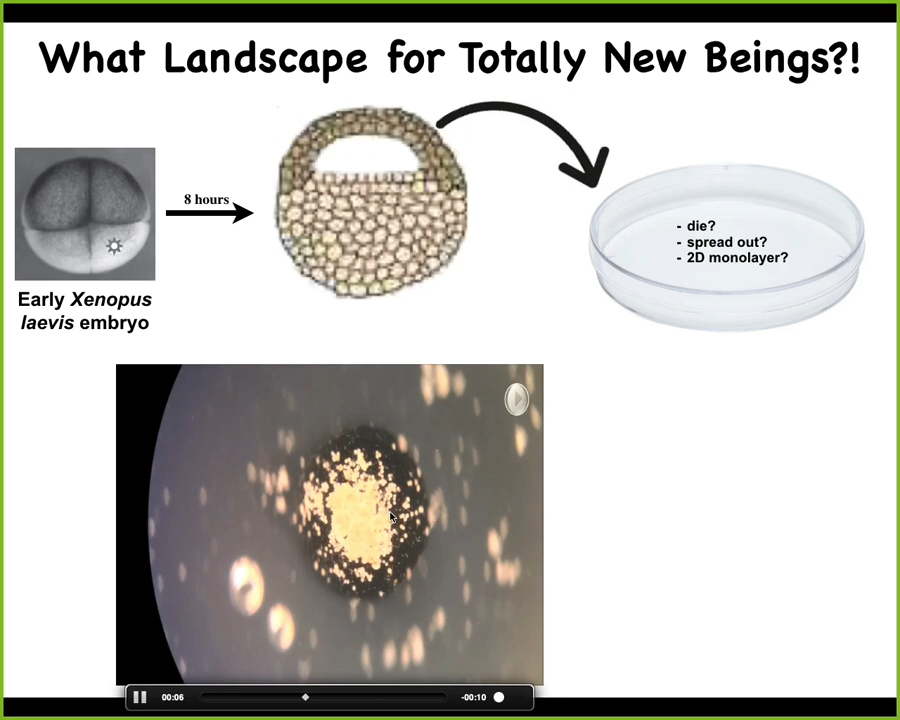 What Landscape for Totally New Beings?!
8 hours
- die?
- spread out?
- 2D monolayer?
Early Xenopus
laevis embryo
00:06
-00:10